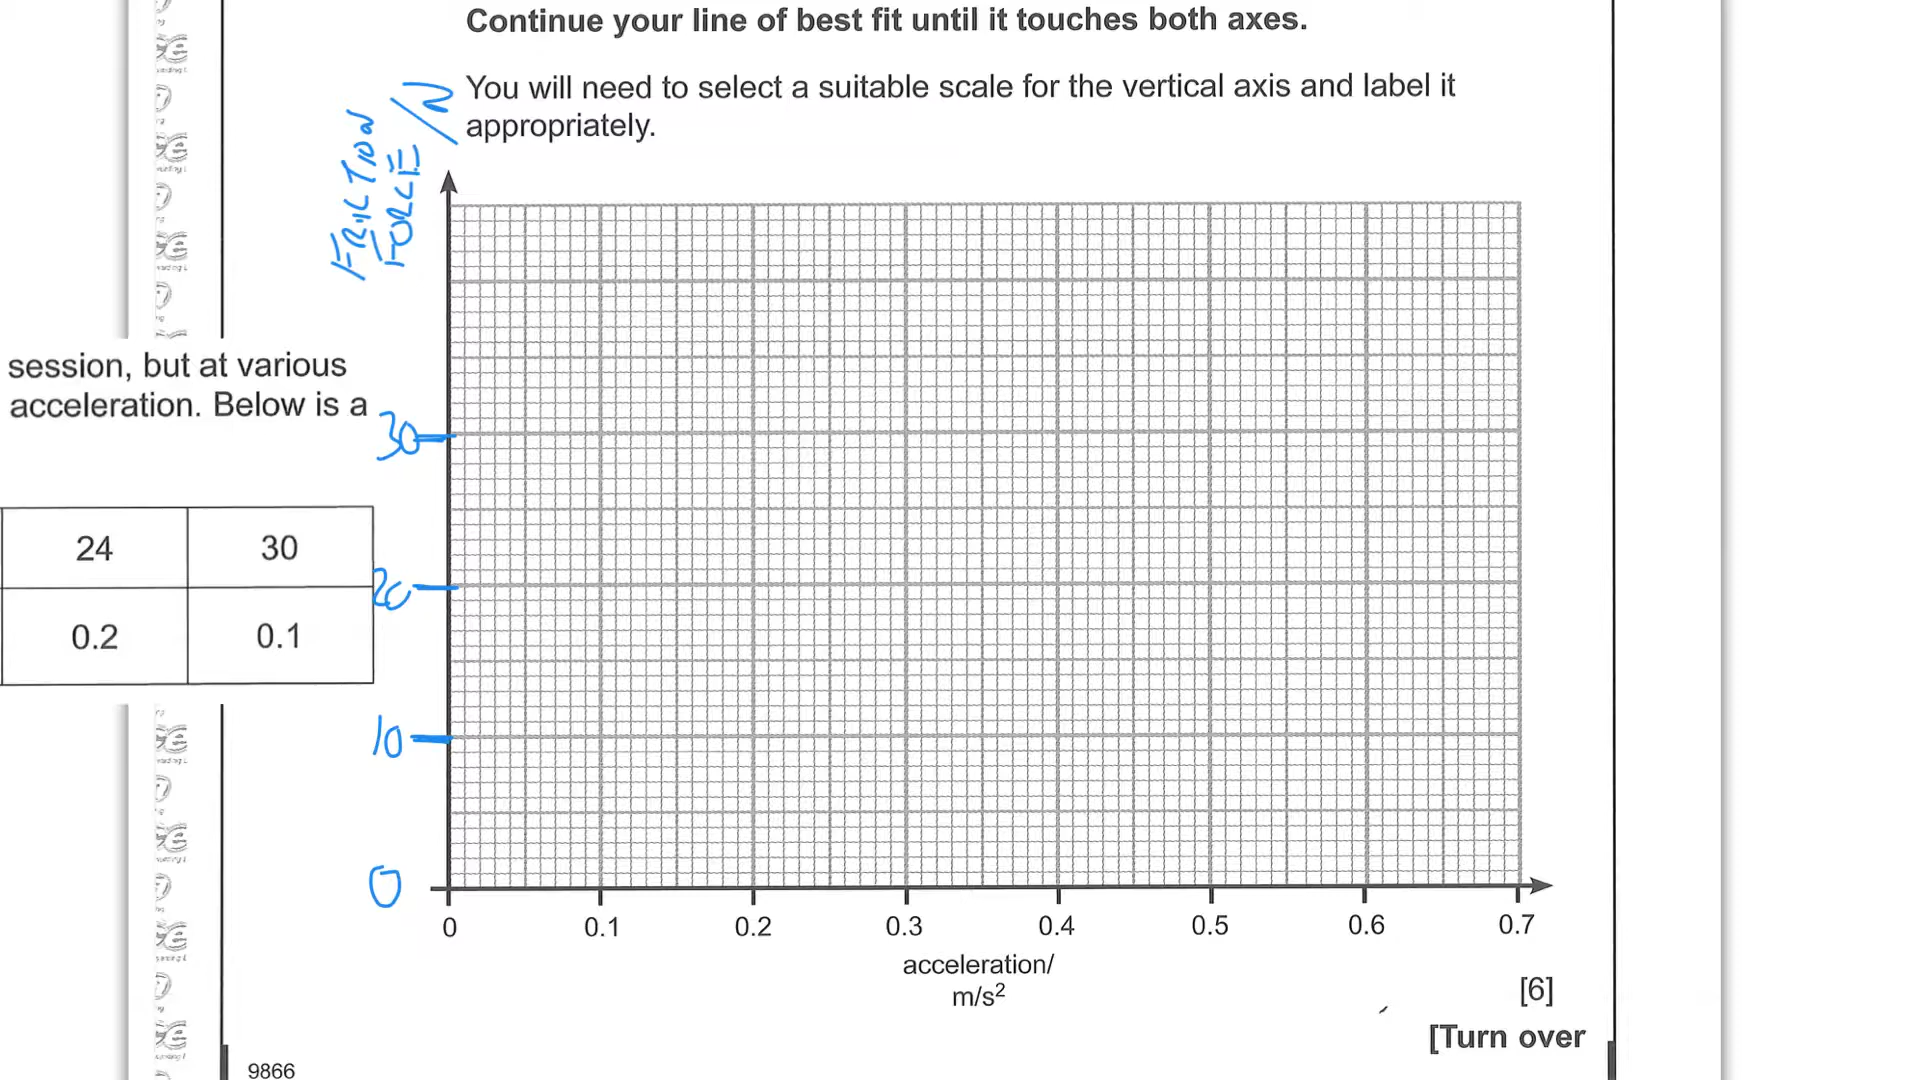 Continue your line of best fit until it touches both axes.
You will need to select a suitable scale for the vertical axis and label it
appropriately.
FRICTION
FORCE /N
session, but at various
acceleration. Below is a
24 30
0.2 0.1
30
20
10
0
0 0.1 0.2 0.3 0.4 0.5 0.6 0.7
acceleration/
m/s²
[6]
[Turn over
9866